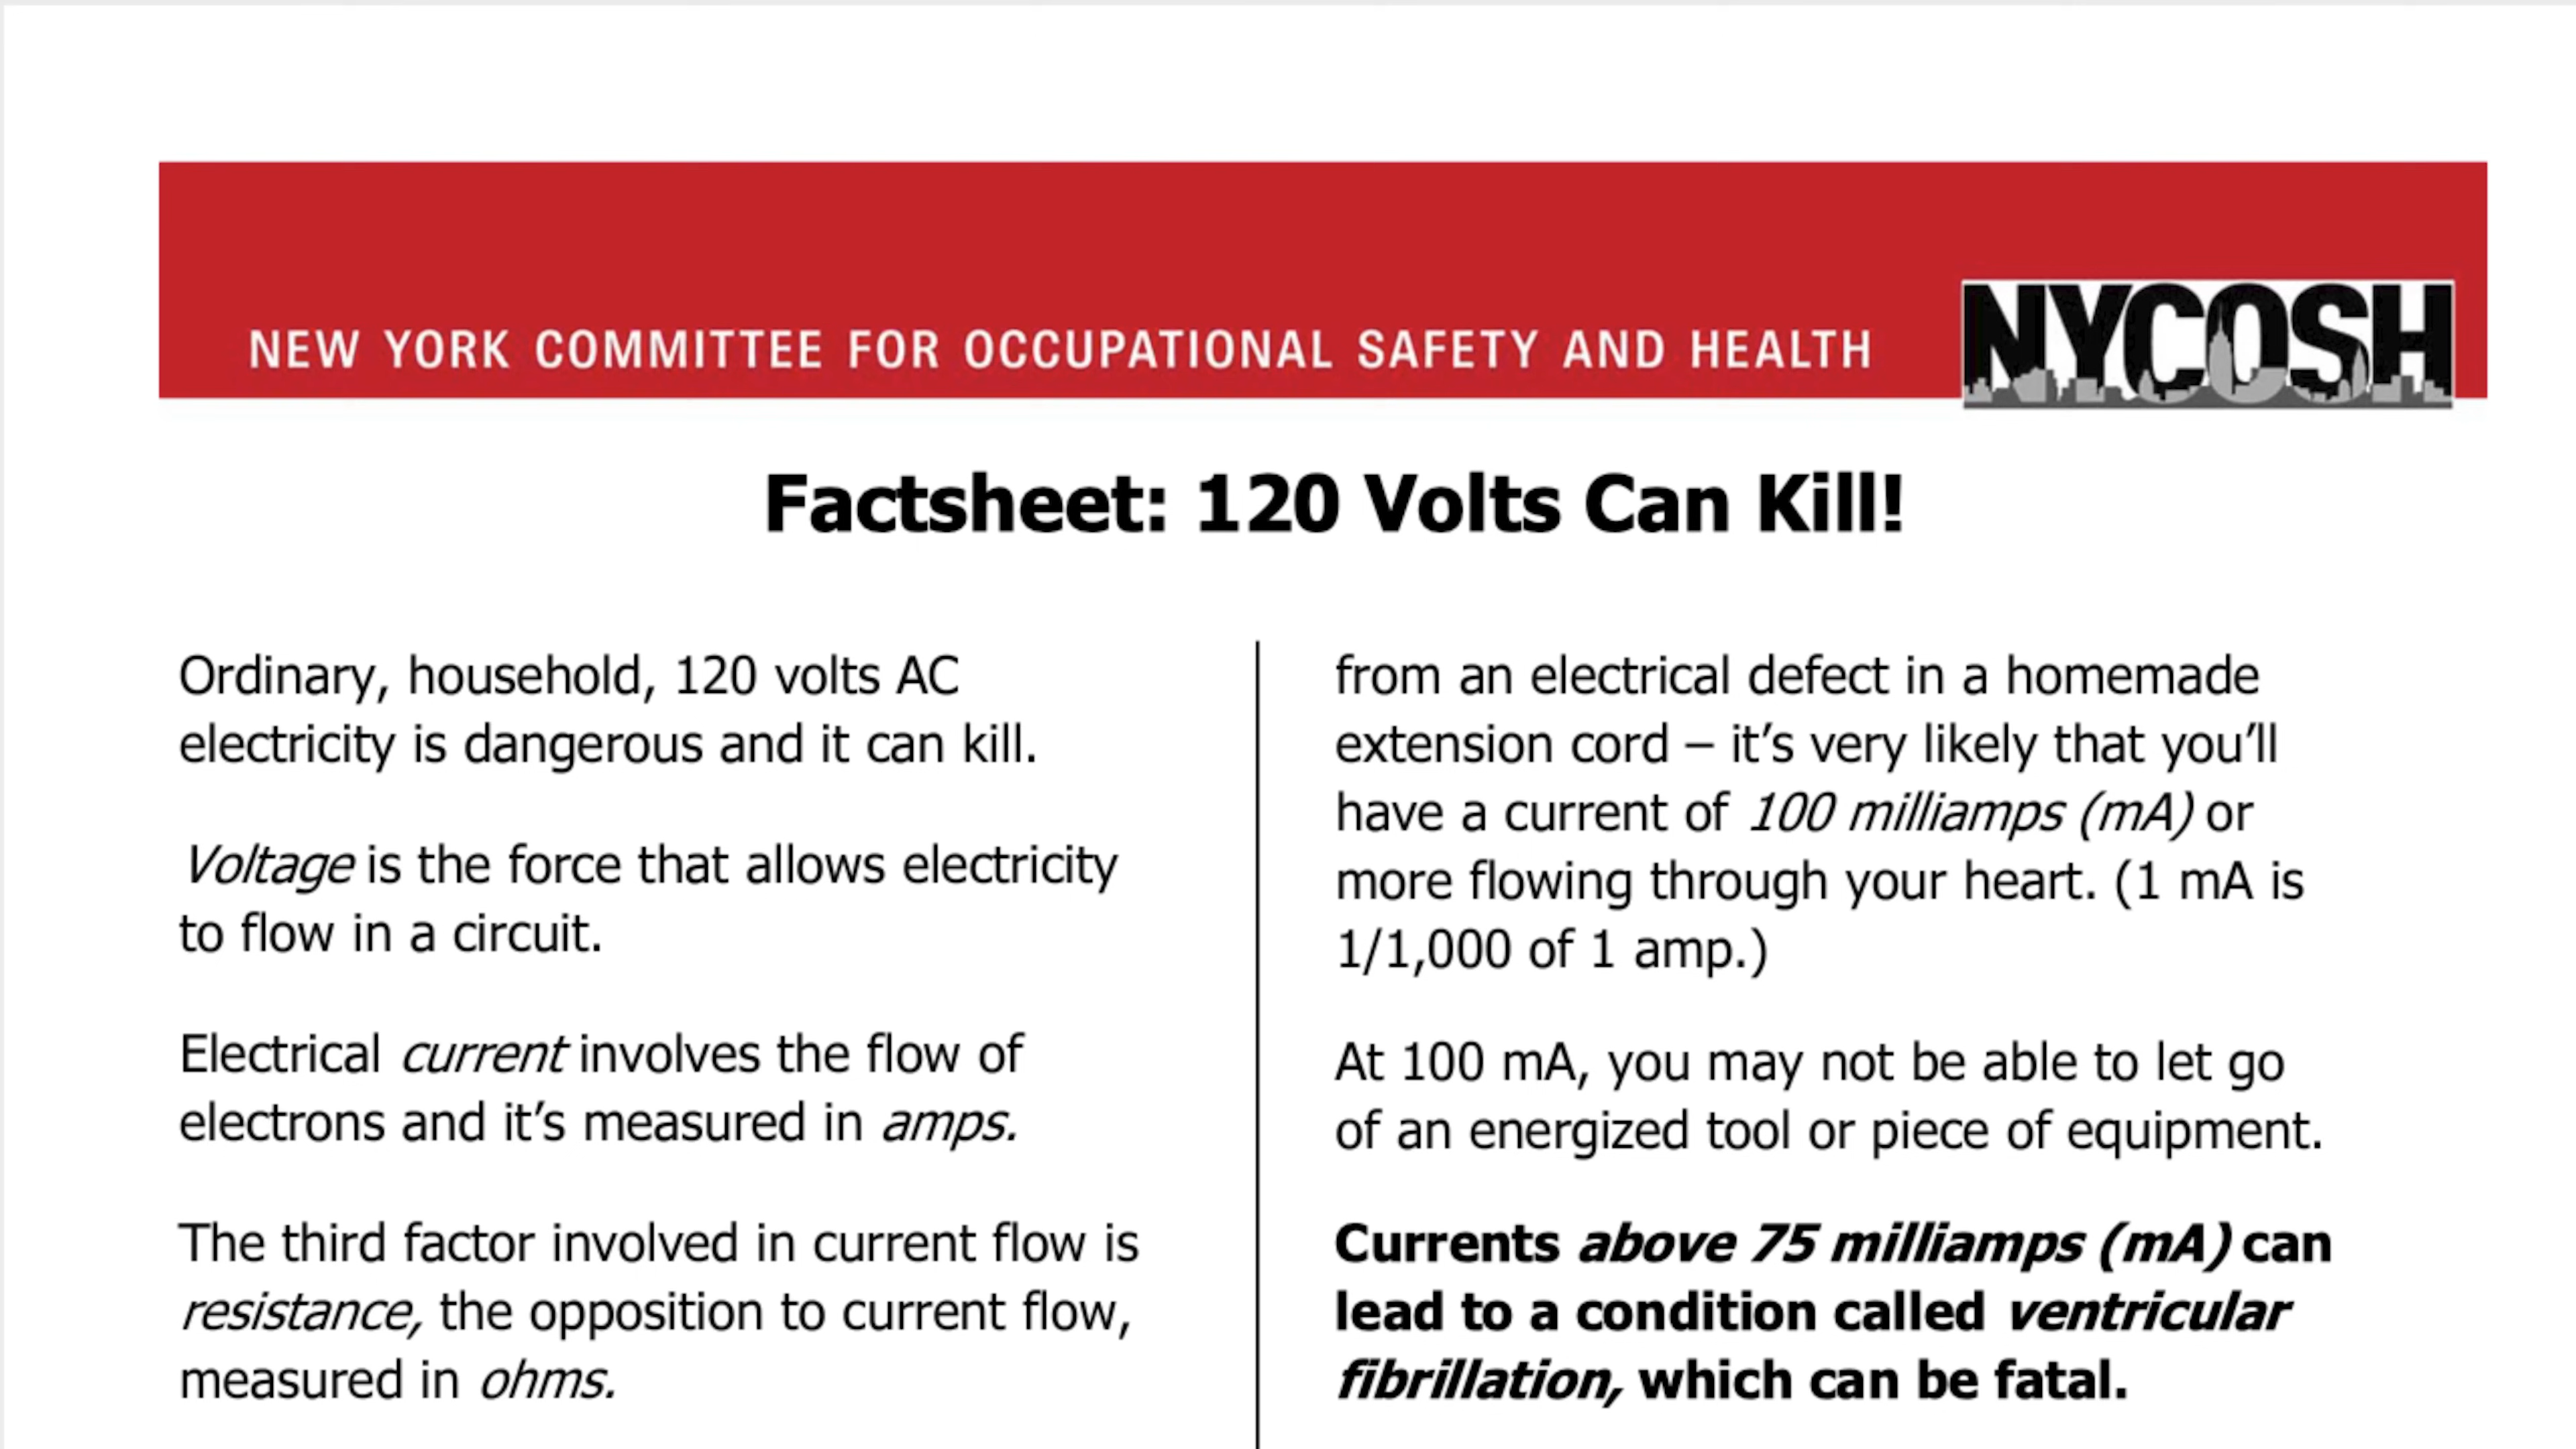 NEW YORK COMMITTEE FOR OCCUPATIONAL SAFETY AND HEALTH
NYCOSH
Factsheet: 120 Volts Can Kill!
Ordinary, household, 120 volts AC
electricity is dangerous and it can kill.
Voltage is the force that allows electricity
to flow in a circuit.
Electrical current involves the flow of
electrons and it’s measured in amps.
The third factor involved in current flow is
resistance, the opposition to current flow,
measured in ohms.
from an electrical defect in a homemade
extension cord – it’s very likely that you’ll
have a current of 100 milliamps (mA) or
more flowing through your heart. (1 mA is
1/1,000 of 1 amp.)
At 100 mA, you may not be able to let go
of an energized tool or piece of equipment.
Currents above 75 milliamps (mA) can
lead to a condition called ventricular
fibrillation, which can be fatal.